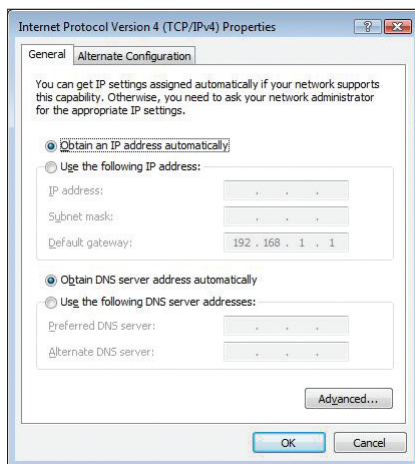 Internet Protocol Version 4 (TCP/IPv4) Properties
General
Alternate Configuration
You can get IP settings assigned automatically if your network supports
this capability. Otherwise, you need to ask your network administrator
for the appropriate IP settings.
Obtain an IP address automatically
Use the following IP address:
IP address:
Subnet mask:
Default gateway: 192 . 168 . 1 . 1
Obtain DNS server address automatically
Use the following DNS server addresses:
Preferred DNS server:
Alternate DNS server:
Advanced...
OK
Cancel